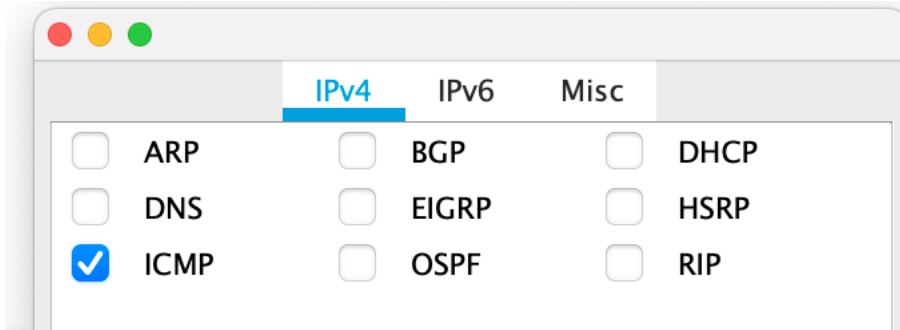 IPv4 IPv6 Misc
ARP BGP DHCP
DNS EIGRP HSRP
ICMP OSPF RIP